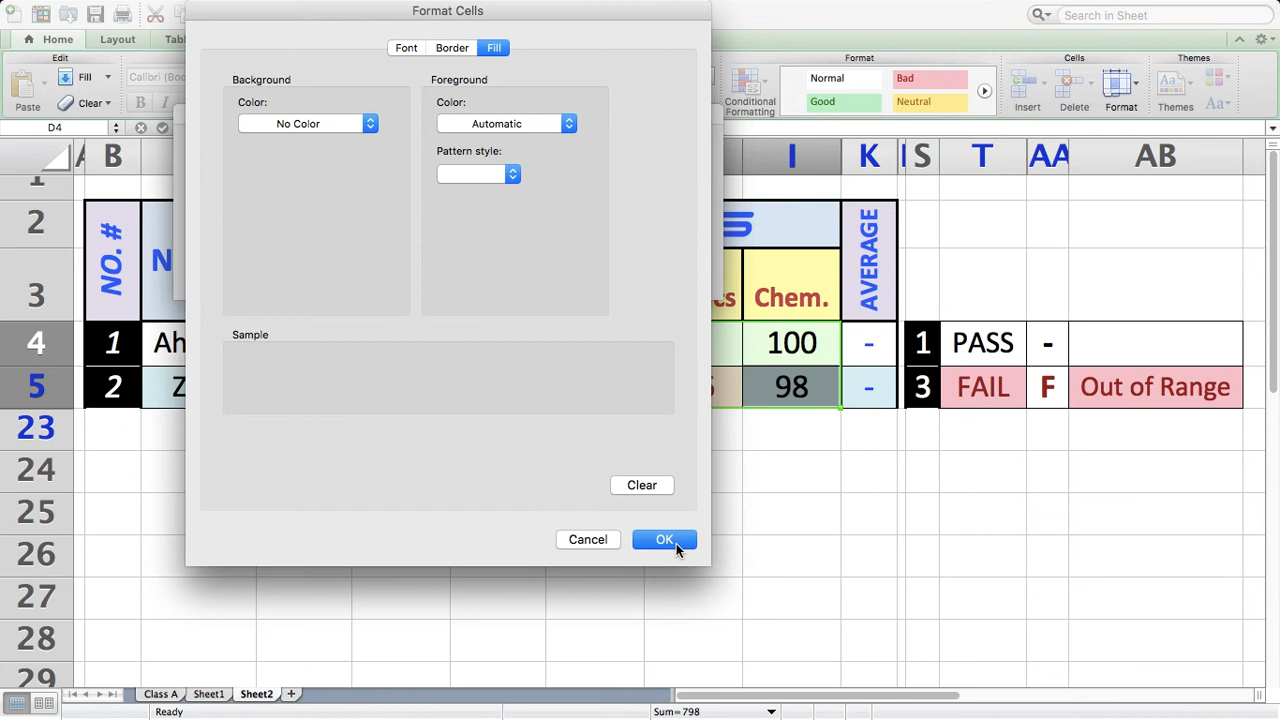 Format Cells
Search in Sheet
Home
Layout
Edit
Fill
Paste
Clear
Calibri
B
I
Font
Border
Fill
Background
Color:
No Color
Foreground
Color:
Automatic
Pattern style:
Sample
Clear
Cancel
OK
Format
Cells
Themes
Conditional
Formatting
Normal
Bad
Good
Neutral
Insert
Delete
Format
Themes
Aa
Aa
D4
B
I
K
S
T
AA
AB
1
2
3
4
5
23
24
25
26
27
28
29
NO. #
N
S
AVERAGE
Chem.
1
Ah
100
-
1
PASS
-
2
Z
98
-
3
FAIL
F
Out of Range
Class A
Sheet1
Sheet2
Ready
Sum=798